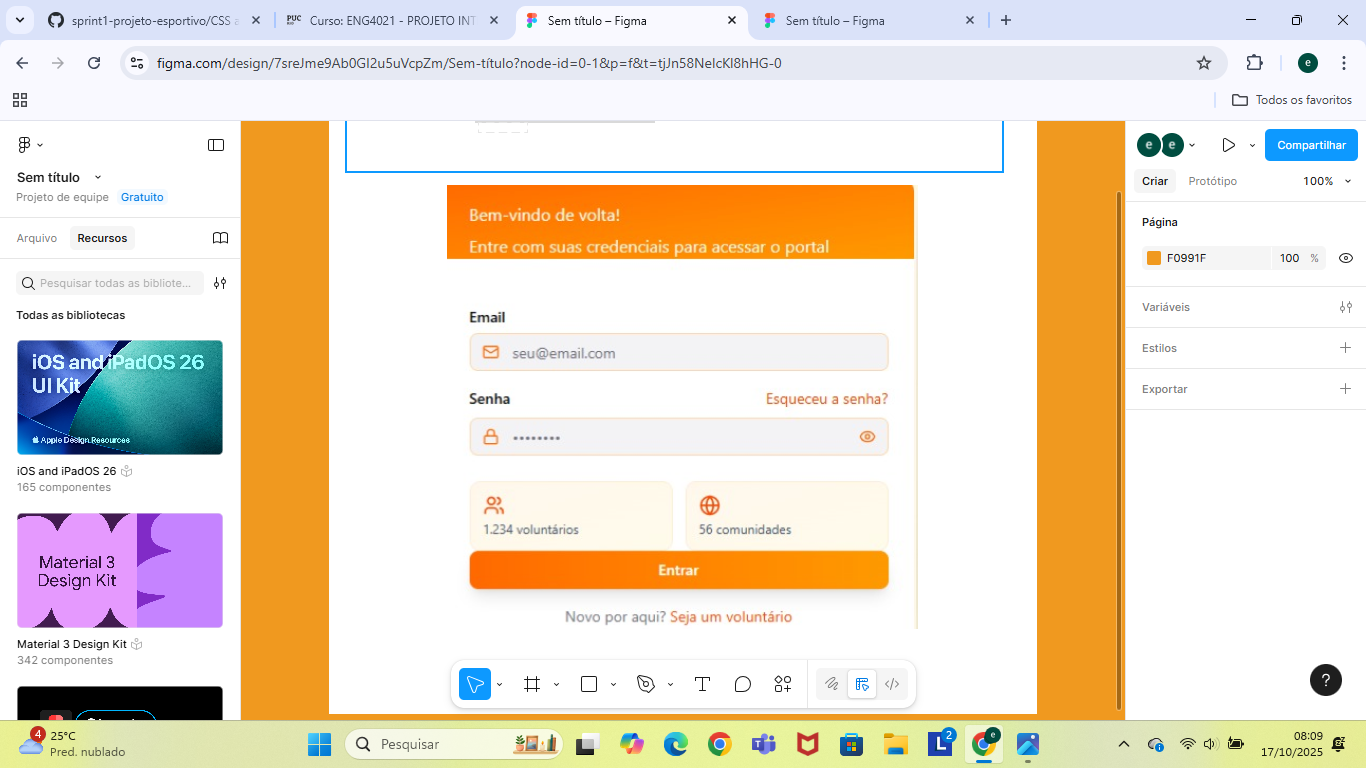 sprint1-projeto-esportivo/CSS a
PUC RIO
Curso: ENG4021 - PROJETO INT
Sem título – Figma
Sem título – Figma
figma.com/design/7sreJme9Ab0Gl2u5uVcpZm/Sem-título?node-id=0-1&p=f&t=tjJn58NeIcKI8hHG-0
e
Todos os favoritos
Sem título
Projeto de equipe
Gratuito
Arquivo
Recursos
Pesquisar todas as bibliote...
Todas as bibliotecas
iOS and iPadOS 26
UI Kit
Apple Design Resources
iOS and iPadOS 26
165 componentes
Material 3
Design Kit
Material 3 Design Kit
342 componentes
Bem-vindo de volta!
Entre com suas credenciais para acessar o portal
Email
seu@email.com
Senha
Esqueceu a senha?
1.234 voluntários
56 comunidades
Entrar
Novo por aqui? Seja um voluntário
e
e
Compartilhar
Criar
Protótipo
100%
Página
F0991F
100
%
Variáveis
Estilos
Exportar
?
4
25°C
Pred. nublado
Pesquisar
L
2
e
08:09
17/10/2025